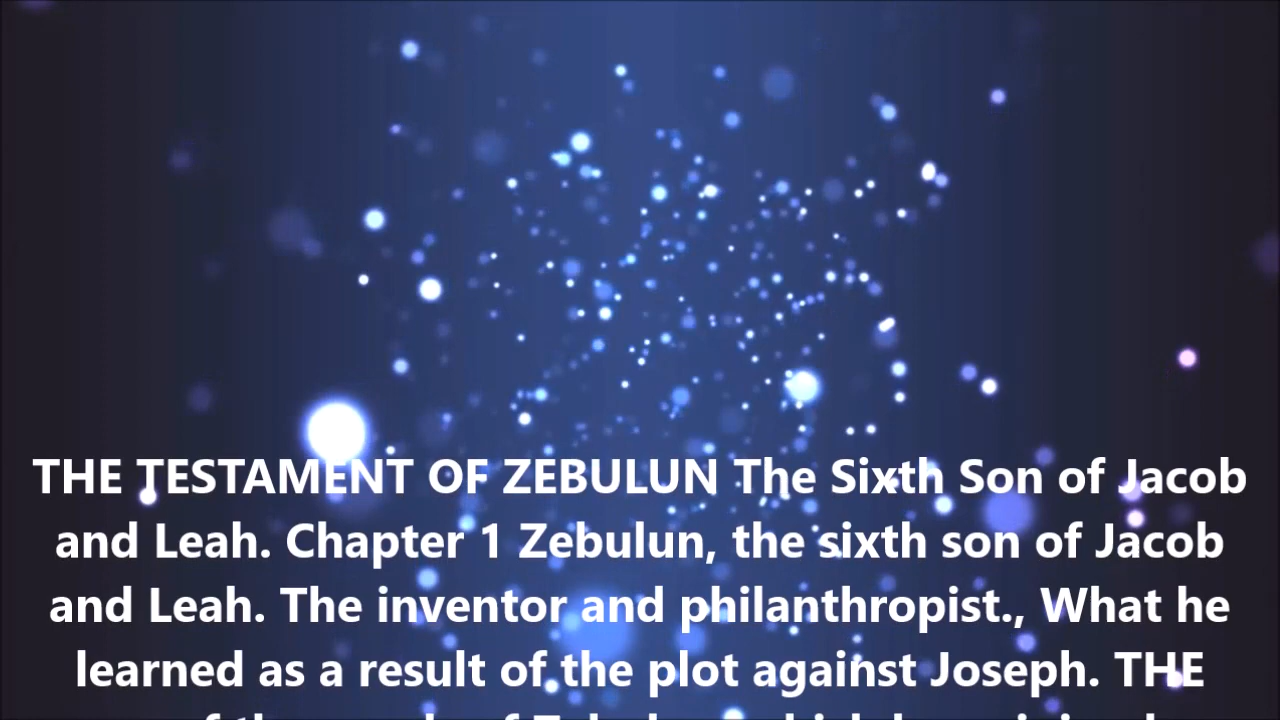 THE TESTAMENT OF ZEBULUN The Sixth Son of Jacob
and Leah. Chapter 1 Zebulun, the sixth son of Jacob
and Leah. The inventor and philanthropist., What he
learned as a result of the plot against Joseph. THE